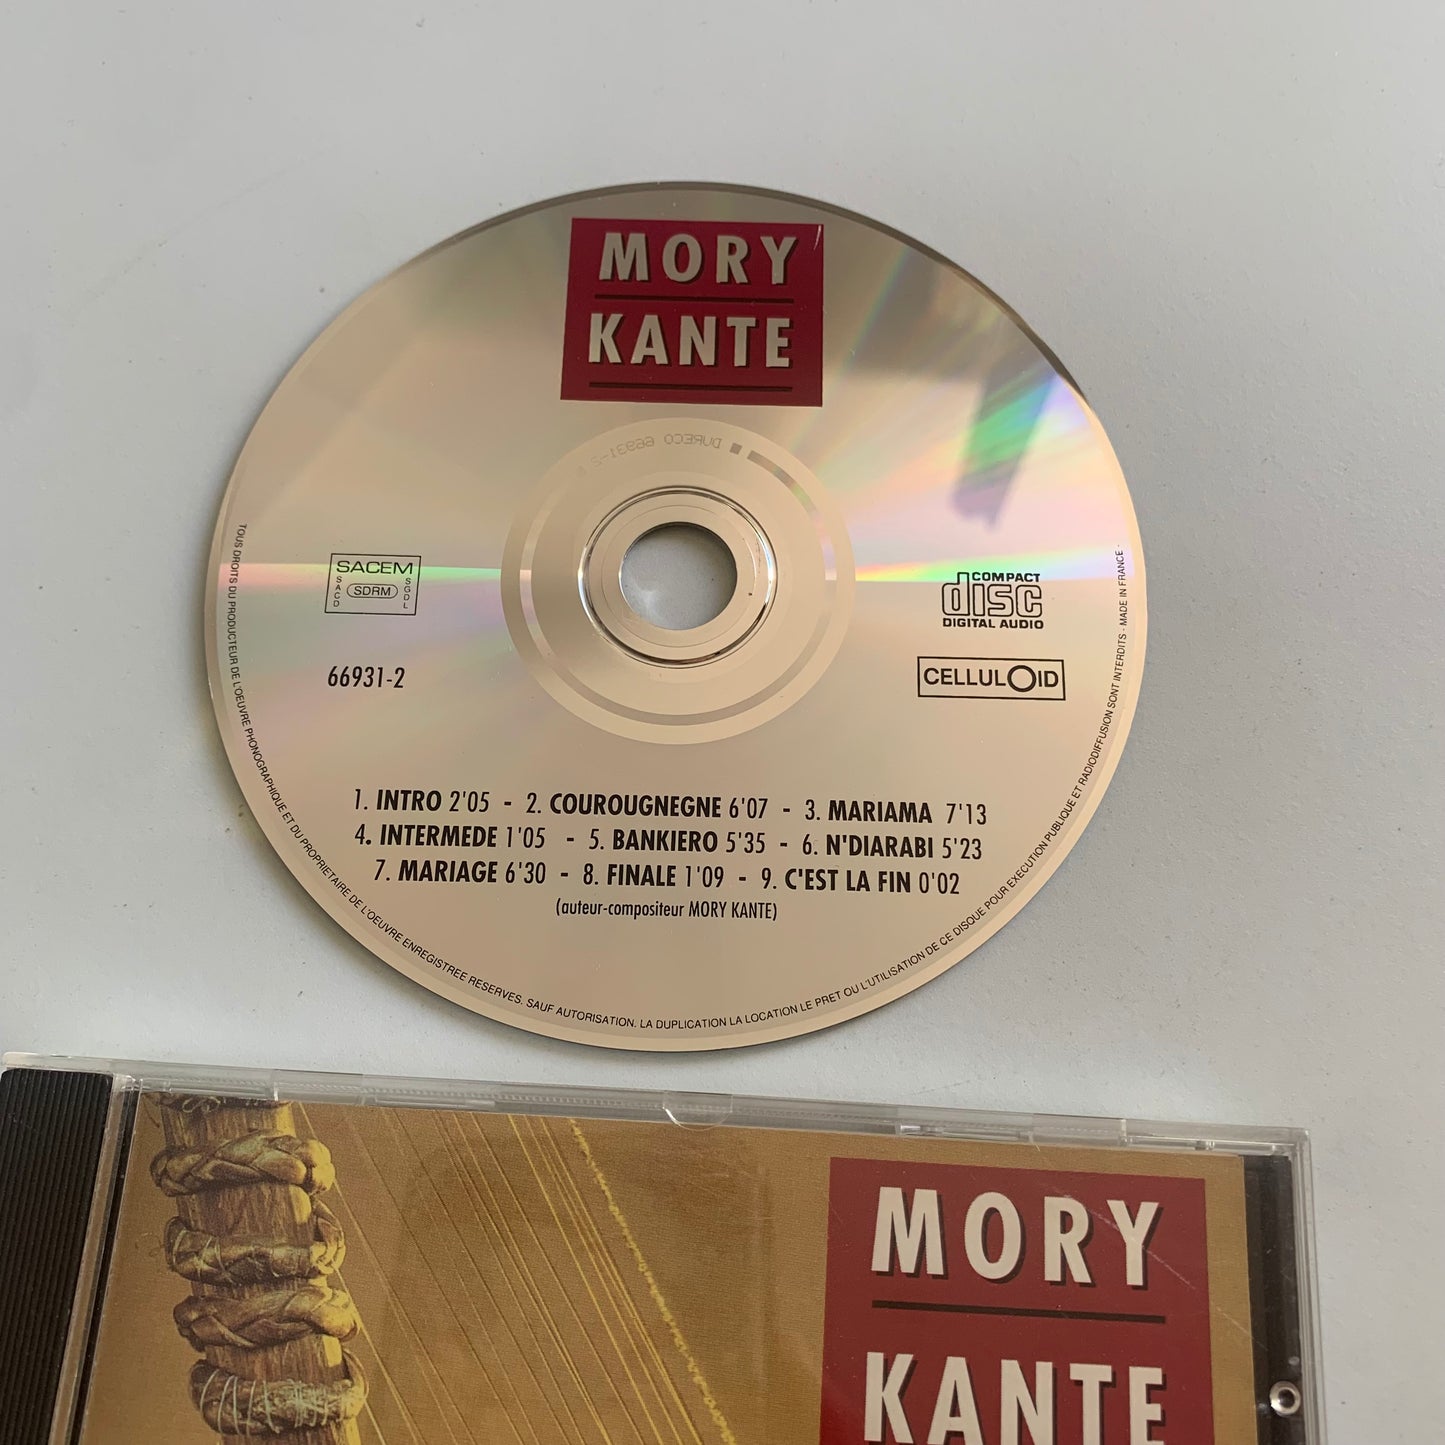 MORY
KANTE
DURECO 66931-2
SACEM
SACD
SDRM
SGDL
66931-2
COMPACT
disc
DIGITAL AUDIO
CELLULOID
1. INTRO 2'05 - 2. COUROUGNEGNE 6'07 - 3. MARIAMA 7'13
4. INTERMEDE 1'05 - 5. BANKIERO 5'35 - 6. N'DIARABI 5'23
7. MARIAGE 6'30 - 8. FINALE 1'09 - 9. C'EST LA FIN 0'02
(auteur-compositeur MORY KANTE)
TOUS DROITS DU PRODUCTEUR DE L'OEUVRE PHONOGRAPHIQUE ET DU PROPRIETAIRE DE L'OEUVRE ENREGISTREE RESERVES. SAUF AUTORISATION. LA DUPLICATION LA LOCATION LE PRET OU L'UTILISATION DE CE DISQUE POUR EXECUTION PUBLIQUE ET RADIODIFFUSION SONT INTERDITS - MADE IN FRANCE -
MORY
KANTE